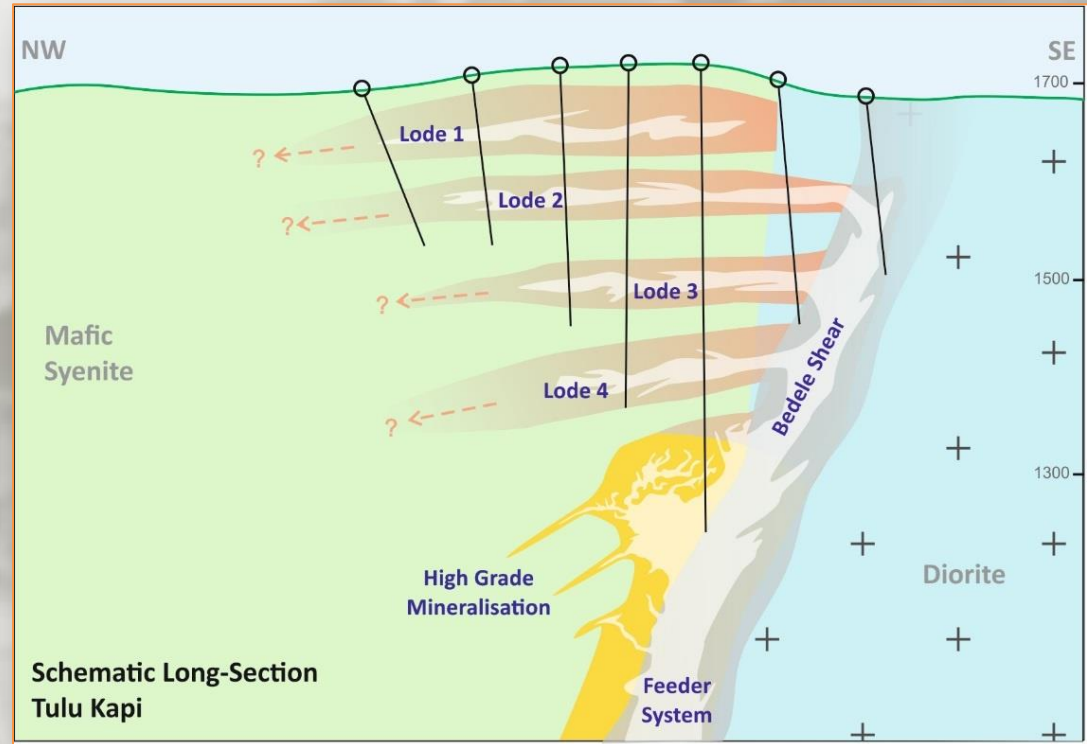 NW
SE
1700
Lode 1
?
Lode 2
?
1500
Lode 3
?
Mafic
Syenite
Bedele Shear
Lode 4
?
1300
High Grade
Mineralisation
Diorite
Schematic Long-Section
Tulu Kapi
Feeder
System